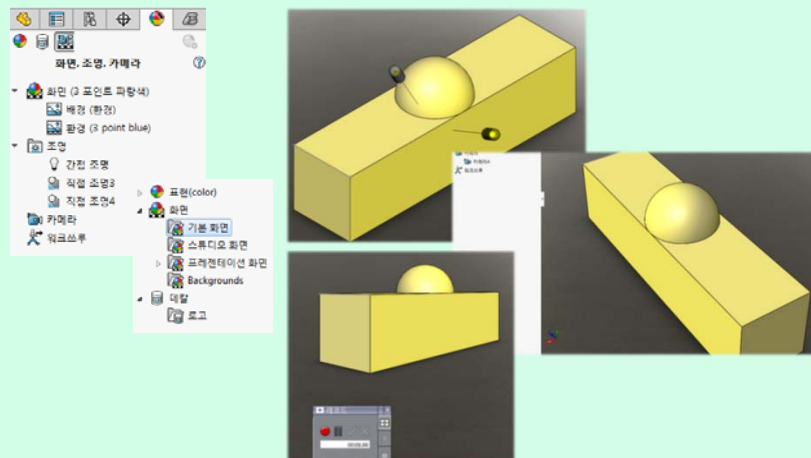 화면, 조명, 카메라
화면 (3 포인트 파랑색)
배경 (환경)
환경 (3 point blue)
조명
간접 조명
직접 조명3
직접 조명4
카메라
워크쓰루
표현(color)
화면
기본 화면
스튜디오 화면
프레젠테이션 화면
Backgrounds
데칼
로고
워크쓰루